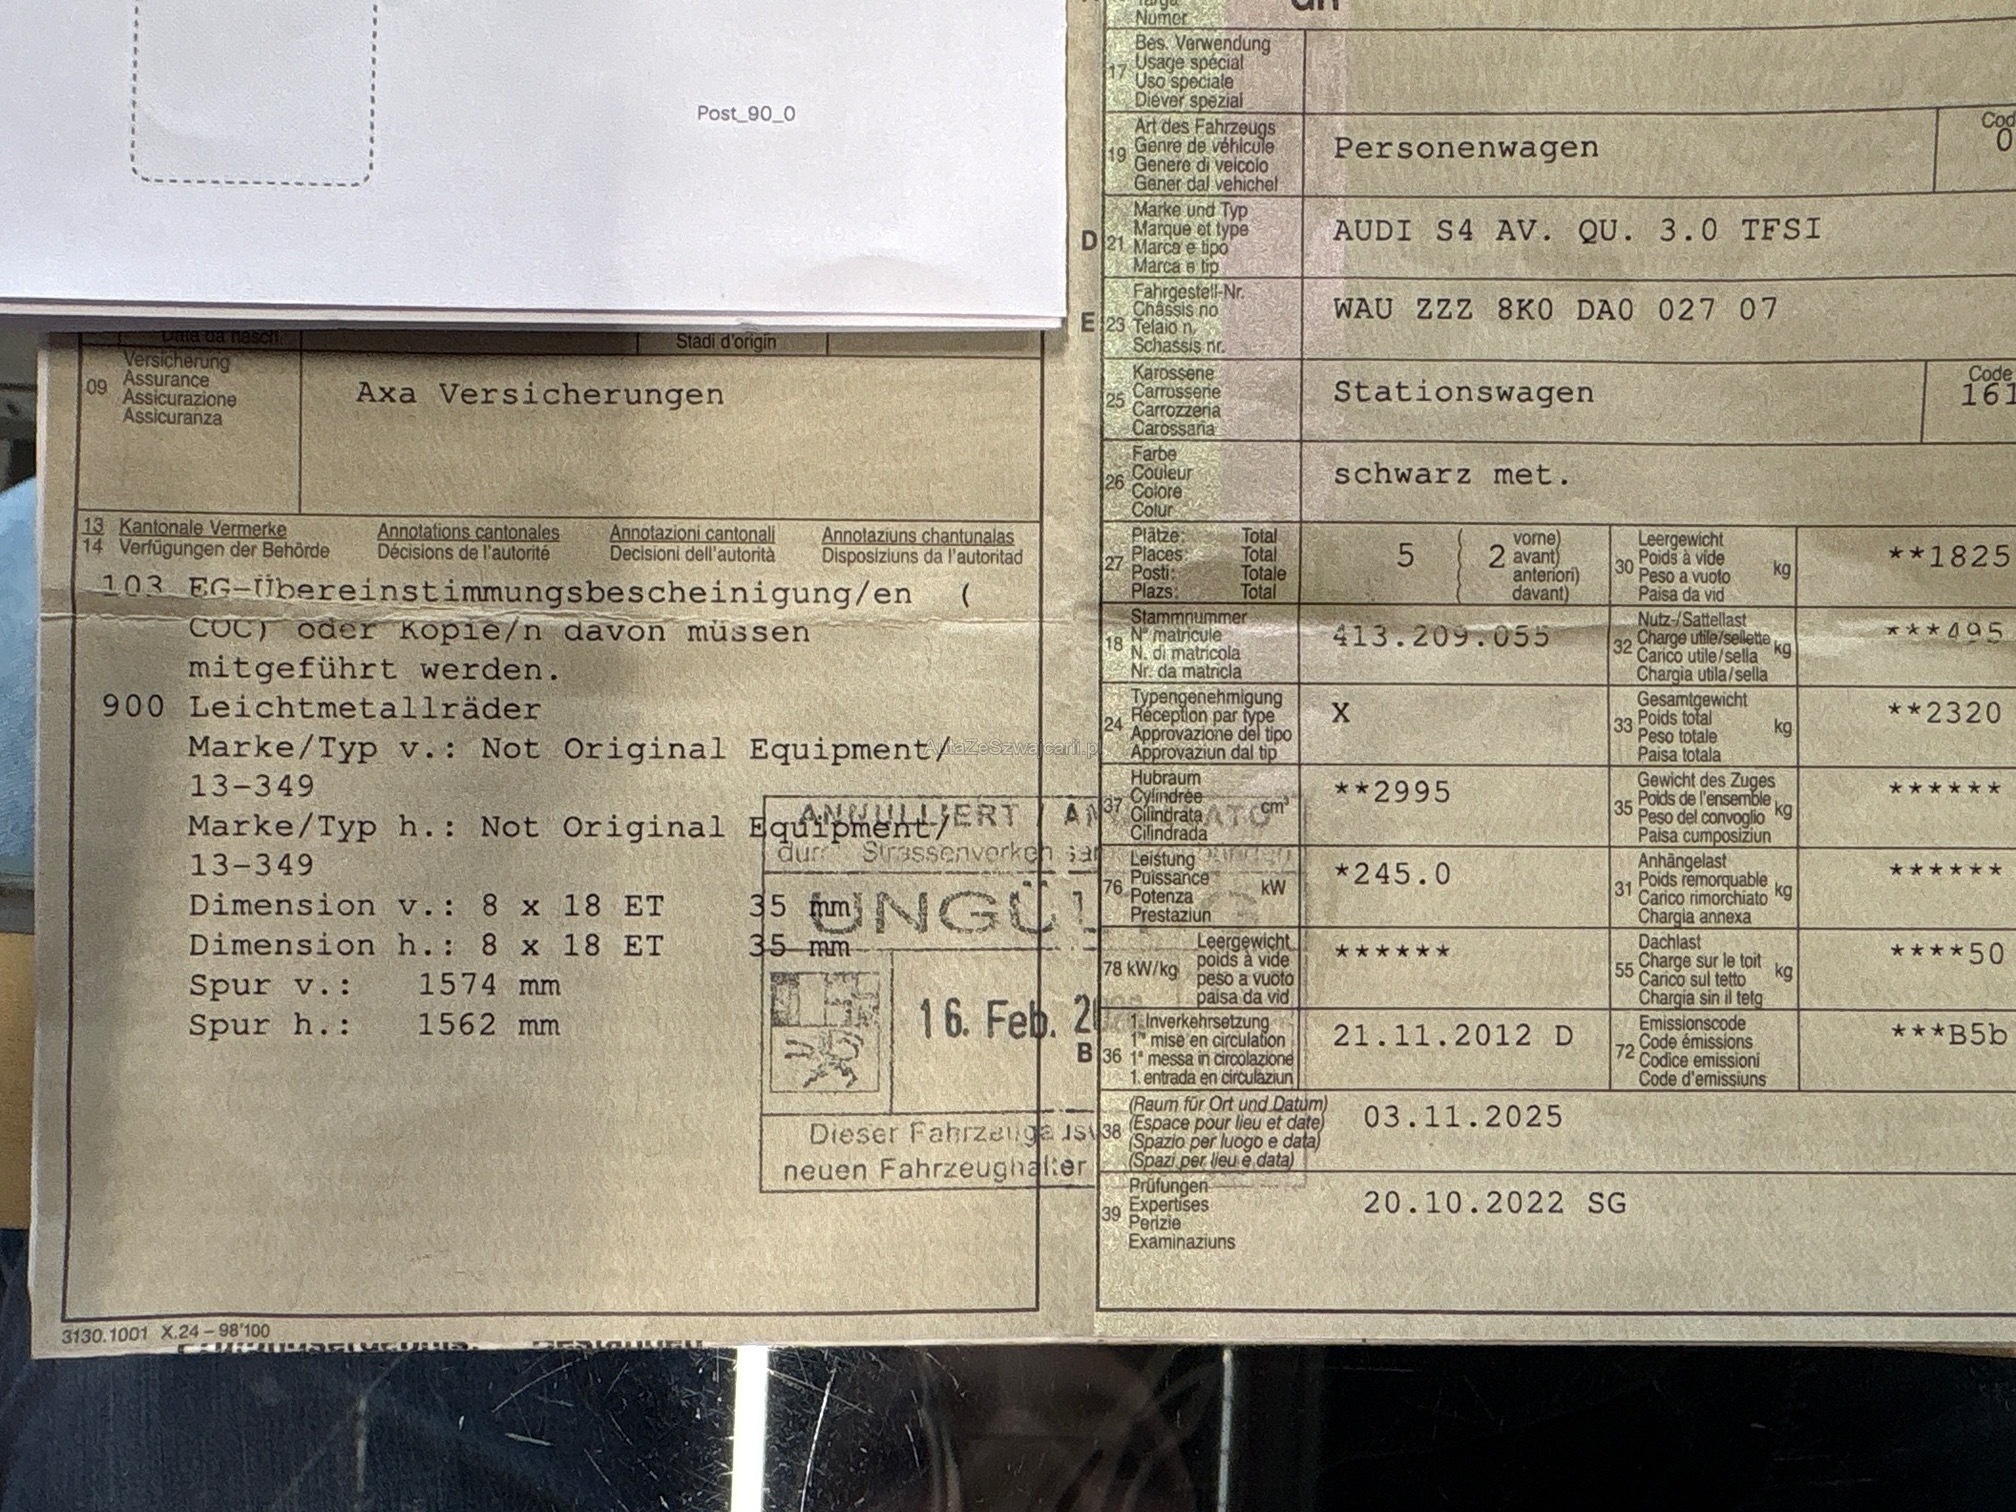 Post_90_0
Stadi d'origin
09 Versicherung
Assurance
Assicurazione
Assicuranza
Axa Versicherungen
13 Kantonale Vermerke Annotations cantonales Annotazioni cantonali Annotaziuns chantunalas
14 Verfügungen der Behörde Décisions de l'autorité Decisioni dell'autorità Disposiziuns da l'autoritad
103 EG-Übereinstimmungsbescheinigung/en (
COC) oder Kopie/n davon müssen
mitgeführt werden.
900 Leichtmetallräder
Marke/Typ v.: Not Original Equipment/
13-349
Marke/Typ h.: Not Original Equipment/
13-349
Dimension v.: 8 x 18 ET 35 mm
Dimension h.: 8 x 18 ET 35 mm
Spur v.: 1574 mm
Spur h.: 1562 mm
ANNULLIERT /
UNGÜ
16. Feb.
Dieser
neuen Fahrzeughalter
3130.1001 X.24 – 98'100
AutaZeSzwajcarii.p
Numer
17 Bes. Verwendung
Usage spécial
Uso speciale
Diever spezial
19 Art des Fahrzeugs
Genre de véhicule
Genere di veicolo
Gener dal vehichel
Personenwagen
D 21 Marke und Typ
Marque et type
Marca e tipo
Marca e tip
AUDI S4 AV. QU. 3.0 TFSI
E 23 Fahrgestell-Nr.
Châssis no
Telaio n.
Schassis nr.
WAU ZZZ 8K0 DA0 027 07
25 Karosserie
Carrosserie
Carrozzeria
Carossaria
Stationswagen
Code
161
26 Farbe
Couleur
Colore
Colur
schwarz met.
27 Plätze: Total
Places: Total
Posti: Totale
Plazs: Total
5 ( 2 vorne)
avant)
anteriori)
davant)
30 Leergewicht
Poids à vide
Peso a vuoto
Paisa da vid
kg **1825
18 Stammnummer
N° matricule
N. di matricola
Nr. da matricla
413.209.055
32 Nutz-/Sattellast
Charge utile/sellette
Carico utile/sella
Chargia utila/sella
kg ***495
24 Typengenehmigung
Réception par type
Approvazione del tipo
Approvaziun dal tip
X
33 Gesamtgewicht
Poids total
Peso totale
Paisa totala
kg **2320
37 Hubraum
Cylindrée
Cilindrata
Cilindrada
cm³ **2995
35 Gewicht des Zuges
Poids de l'ensemble
Peso del convoglio
Paisa cumposiziun
kg ******
76 Leistung
Puissance
Potenza
Prestaziun
kW *245.0
31 Anhängelast
Poids remorquable
Carico rimorchiato
Chargia annexa
kg ******
78 kW/kg Leergewicht
poids à vide
peso a vuoto
paisa da vid
******
55 Dachlast
Charge sur le toit
Carico sul tetto
Chargia sin il tetg
kg ****50
B 36 1. Inverkehrsetzung
1re mise en circulation
1a messa in circolazione
1. entrada en circulaziun
21.11.2012 D
72 Emissionscode
Code émissions
Codice emissioni
Code d'emissiuns
***B5b
38 (Raum für Ort und Datum)
(Espace pour lieu et date)
(Spazio per luogo e data)
(Spazi per lieu e data)
03.11.2025
39 Prüfungen
Expertises
Perizie
Examinaziuns
20.10.2022 SG